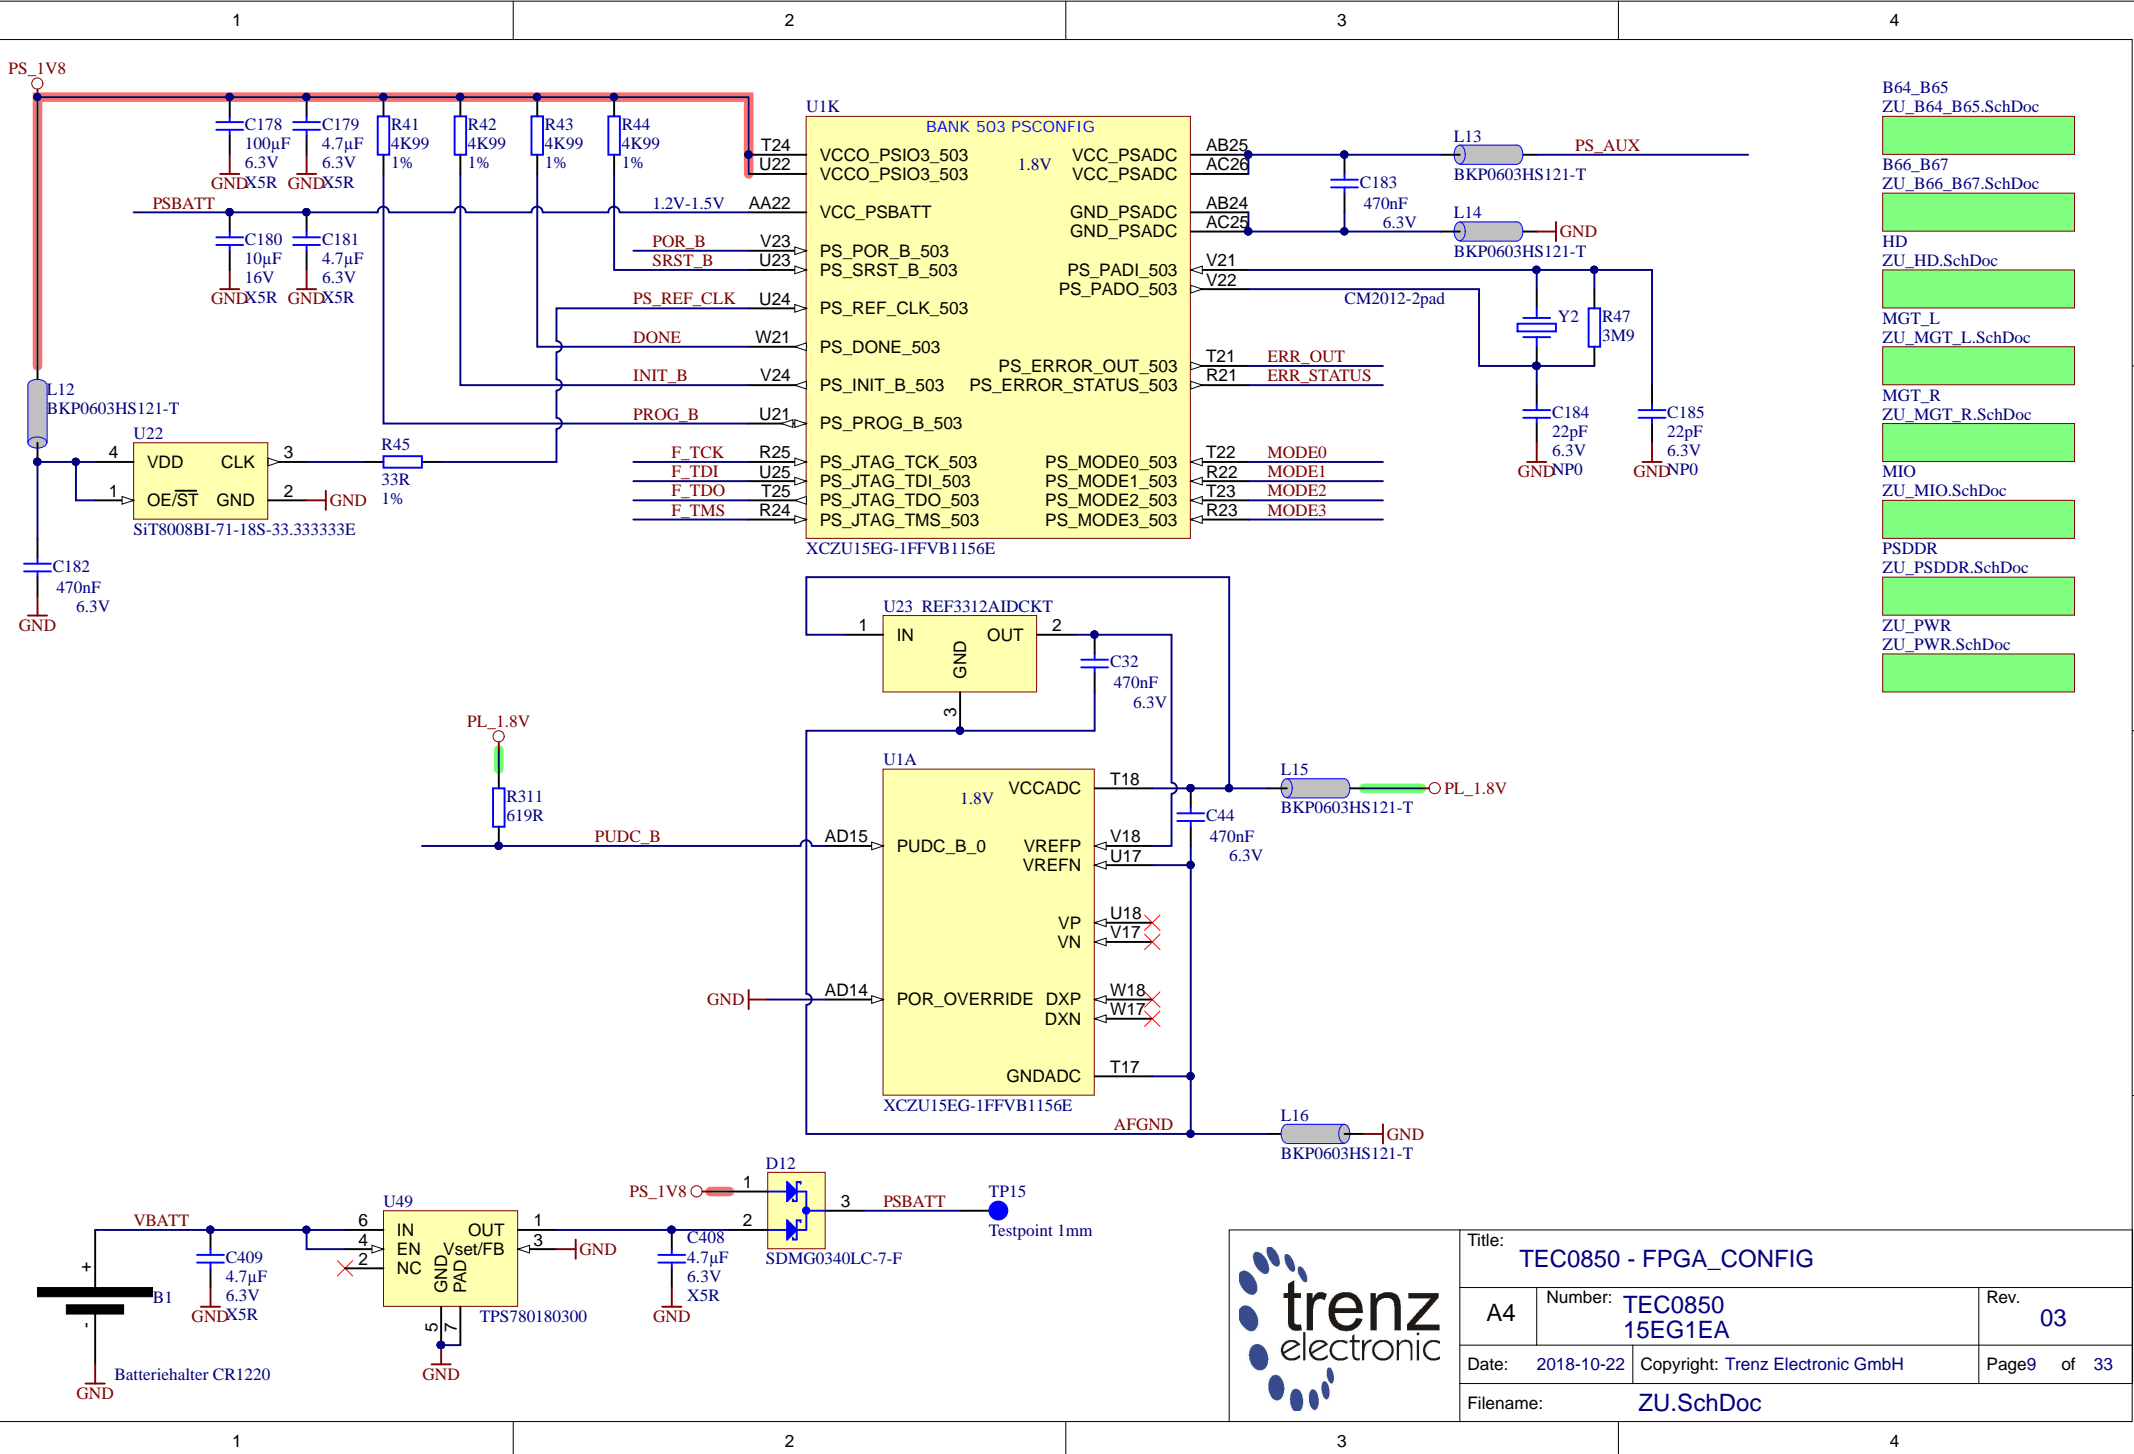 1 2 3 4
PS_1V8
C178
100µF
6.3V
X5R
GND
C179
4.7µF
6.3V
X5R
GND
R41
4K99
1%
R42
4K99
1%
R43
4K99
1%
R44
4K99
1%
PSBATT
1.2V-1.5V
C180
10µF
16V
X5R
GND
C181
4.7µF
6.3V
X5R
GND
POR_B
SRST_B
PS_REF_CLK
DONE
INIT_B
PROG_B
F_TCK
F_TDI
F_TDO
F_TMS
U1K
BANK 503 PSCONFIG
1.8V
T24 VCCO_PSIO3_503
U22 VCCO_PSIO3_503
AA22 VCC_PSBATT
V23 PS_POR_B_503
U23 PS_SRST_B_503
U24 PS_REF_CLK_503
W21 PS_DONE_503
V24 PS_INIT_B_503
U21 PS_PROG_B_503
R25 PS_JTAG_TCK_503
U25 PS_JTAG_TDI_503
T25 PS_JTAG_TDO_503
R24 PS_JTAG_TMS_503
VCC_PSADC AB25
VCC_PSADC AC26
GND_PSADC AB24
GND_PSADC AC25
PS_PADI_503 V21
PS_PADO_503 V22
PS_ERROR_OUT_503 T21 ERR_OUT
PS_ERROR_STATUS_503 R21 ERR_STATUS
PS_MODE0_503 T22 MODE0
PS_MODE1_503 R22 MODE1
PS_MODE2_503 T23 MODE2
PS_MODE3_503 R23 MODE3
XCZU15EG-1FFVB1156E
L13
BKP0603HS121-T
PS_AUX
C183
470nF
6.3V
L14
BKP0603HS121-T
GND
CM2012-2pad
Y2
R47
3M9
C184
22pF
6.3V
NP0
GND
C185
22pF
6.3V
NP0
GND
L12
BKP0603HS121-T
U22
4 VDD CLK 3
1 OE/ST GND 2 GND
SiT8008BI-71-18S-33.333333E
R45
33R
1%
C182
470nF
6.3V
GND
B64_B65
ZU_B64_B65.SchDoc
B66_B67
ZU_B66_B67.SchDoc
HD
ZU_HD.SchDoc
MGT_L
ZU_MGT_L.SchDoc
MGT_R
ZU_MGT_R.SchDoc
MIO
ZU_MIO.SchDoc
PSDDR
ZU_PSDDR.SchDoc
ZU_PWR
ZU_PWR.SchDoc
U23 REF3312AIDCKT
1 IN OUT 2
GND
3
C32
470nF
6.3V
PL_1.8V
R311
619R
PUDC_B
U1A
1.8V
VCCADC T18
AD15 PUDC_B_0
VREFP V18
VREFN U17
VP U18
VN V17
GND AD14 POR_OVERRIDE
DXP W18
DXN W17
GNDADC T17
XCZU15EG-1FFVB1156E
C44
470nF
6.3V
L15
BKP0603HS121-T
PL_1.8V
AFGND
L16
BKP0603HS121-T
GND
VBATT
+
B1
-
GND
Batteriehalter CR1220
C409
4.7µF
6.3V
X5R
GND
U49
6 IN OUT 1
4 EN Vset/FB 3 GND
2 NC
GND
PAD
5
7
GND
TPS780180300
C408
4.7µF
6.3V
X5R
GND
PS_1V8
D12
1
2
3
SDMG0340LC-7-F
PSBATT
TP15
Testpoint 1mm
trenz
electronic
Title:
TEC0850 - FPGA_CONFIG
A4
Number: TEC0850
15EG1EA
Rev.
03
Date: 2018-10-22
Copyright: Trenz Electronic GmbH
Page9 of 33
Filename: ZU.SchDoc
1 2 3 4